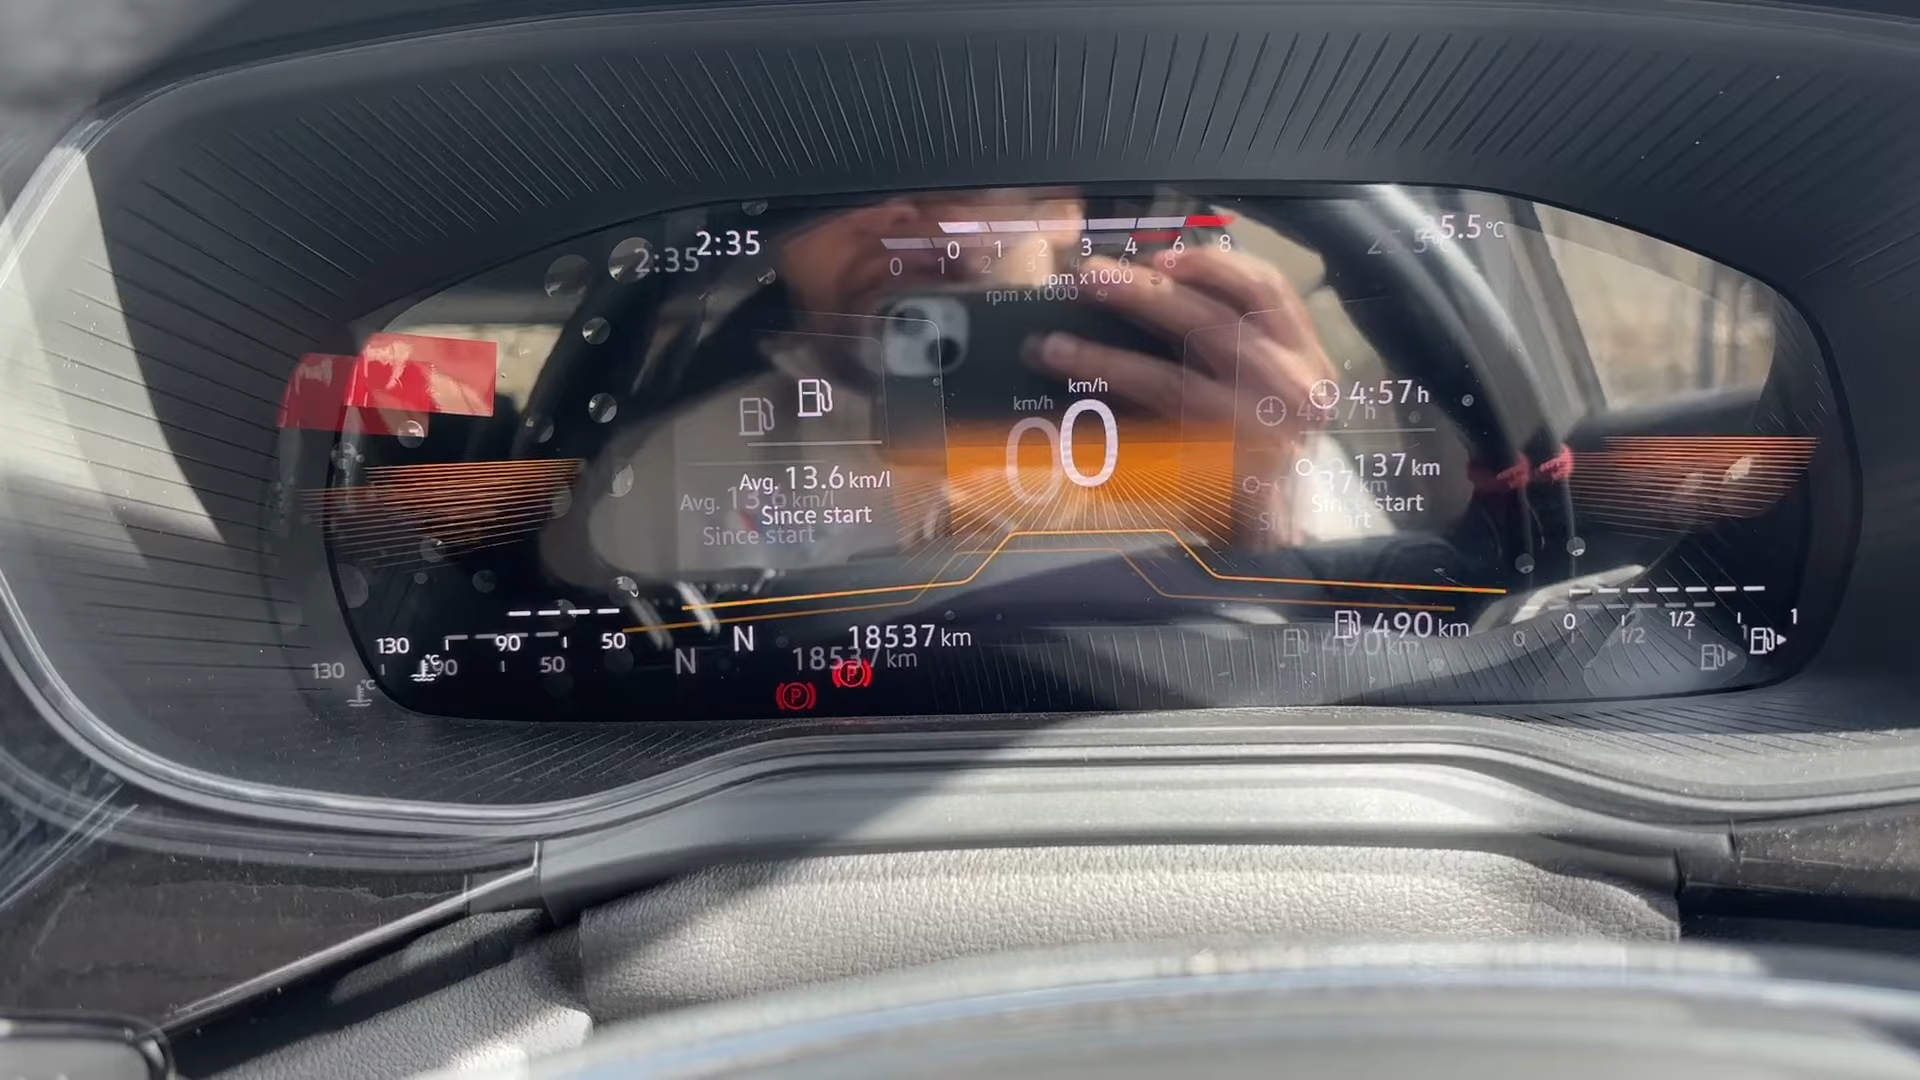 2:35
0 1 2 3 4 6 8
rpm x1000
5.5 °C
km/h
0
4:57 h
Avg. 13.6 km/l
Since start
137 km
Since start
130 90 50
°C
N
18537 km
P
490 km
0 1/2 1